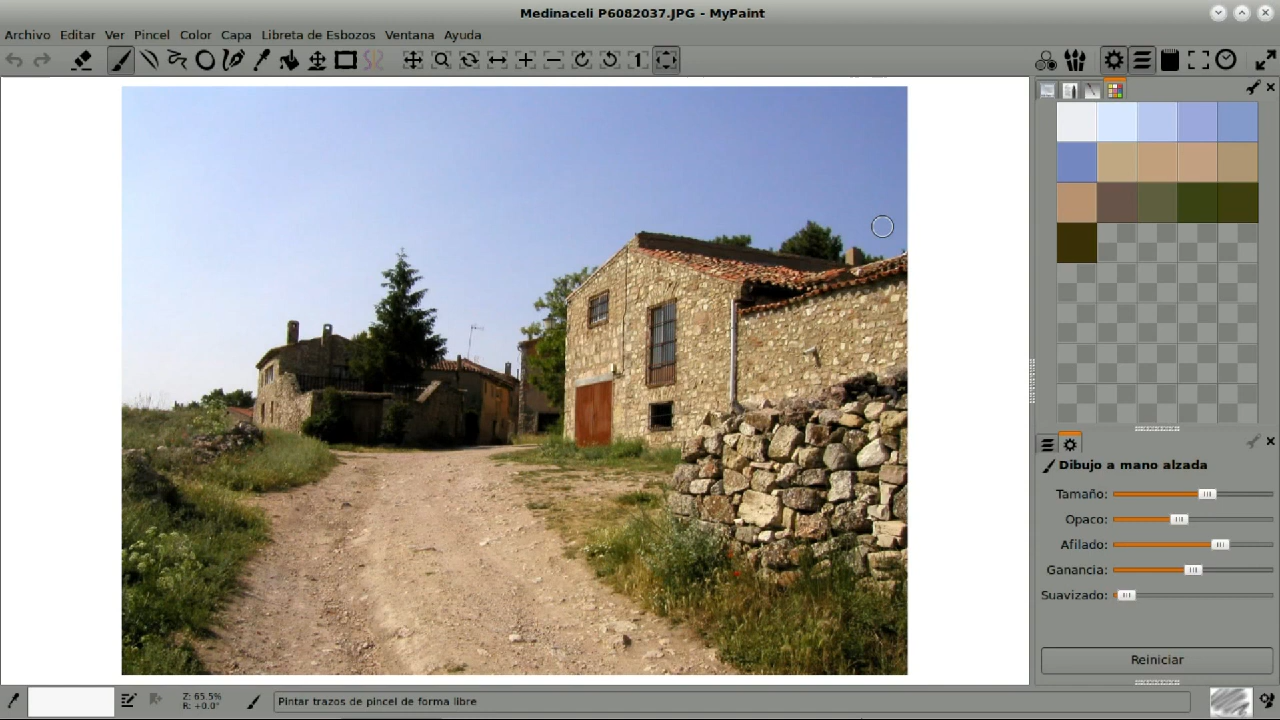 Medinaceli P6082037.JPG - MyPaint
Archivo Editar Ver Pincel Color Capa Libreta de Esbozos Ventana Ayuda
1
Dibujo a mano alzada
Tamaño:
Opaco:
Afilado:
Ganancia:
Suavizado:
Reiniciar
Z: 65.5%
R: +0.0°
Pintar trazos de pincel de forma libre